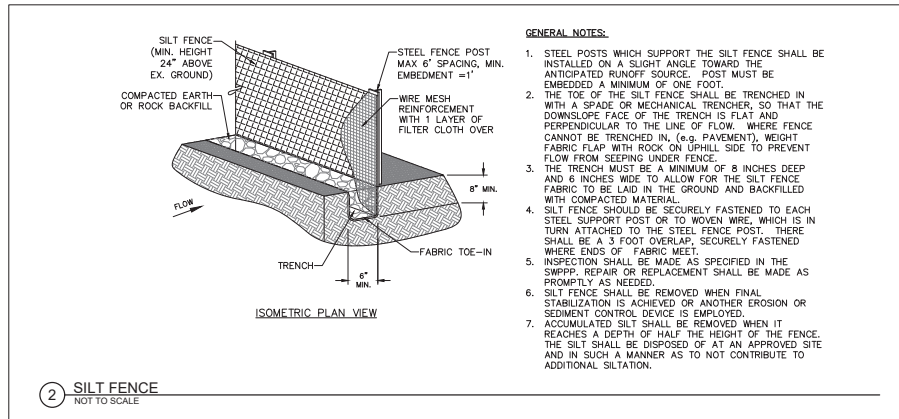 SILT FENCE
(MIN. HEIGHT
24" ABOVE
EX. GROUND)
COMPACTED EARTH
OR ROCK BACKFILL
STEEL FENCE POST
MAX 6' SPACING, MIN.
EMBEDMENT =1'
WIRE MESH
REINFORCEMENT
WITH 1 LAYER OF
FILTER CLOTH OVER
8" MIN.
FLOW
FABRIC TOE-IN
TRENCH
6"
MIN.
ISOMETRIC PLAN VIEW
GENERAL NOTES:
1. STEEL POSTS WHICH SUPPORT THE SILT FENCE SHALL BE
INSTALLED ON A SLIGHT ANGLE TOWARD THE
ANTICIPATED RUNOFF SOURCE. POST MUST BE
EMBEDDED A MINIMUM OF ONE FOOT.
2. THE TOE OF THE SILT FENCE SHALL BE TRENCHED IN
WITH A SPADE OR MECHANICAL TRENCHER, SO THAT THE
DOWNSLOPE FACE OF THE TRENCH IS FLAT AND
PERPENDICULAR TO THE LINE OF FLOW. WHERE FENCE
CANNOT BE TRENCHED IN, (e.g. PAVEMENT), WEIGHT
FABRIC FLAP WITH ROCK ON UPHILL SIDE TO PREVENT
FLOW FROM SEEPING UNDER FENCE.
3. THE TRENCH MUST BE A MINIMUM OF 8 INCHES DEEP
AND 6 INCHES WIDE TO ALLOW FOR THE SILT FENCE
FABRIC TO BE LAID IN THE GROUND AND BACKFILLED
WITH COMPACTED MATERIAL.
4. SILT FENCE SHOULD BE SECURELY FASTENED TO EACH
STEEL SUPPORT POST OR TO WOVEN WIRE, WHICH IS IN
TURN ATTACHED TO THE STEEL FENCE POST. THERE
SHALL BE A 3 FOOT OVERLAP, SECURELY FASTENED
WHERE ENDS OF FABRIC MEET.
5. INSPECTION SHALL BE MADE AS SPECIFIED IN THE
SWPPP. REPAIR OR REPLACEMENT SHALL BE MADE AS
PROMPTLY AS NEEDED.
6. SILT FENCE SHALL BE REMOVED WHEN FINAL
STABILIZATION IS ACHIEVED OR ANOTHER EROSION OR
SEDIMENT CONTROL DEVICE IS EMPLOYED.
7. ACCUMULATED SILT SHALL BE REMOVED WHEN IT
REACHES A DEPTH OF HALF THE HEIGHT OF THE FENCE.
THE SILT SHALL BE DISPOSED OF AT AN APPROVED SITE
AND IN SUCH A MANNER AS TO NOT CONTRIBUTE TO
ADDITIONAL SILTATION.
2 SILT FENCE
NOT TO SCALE